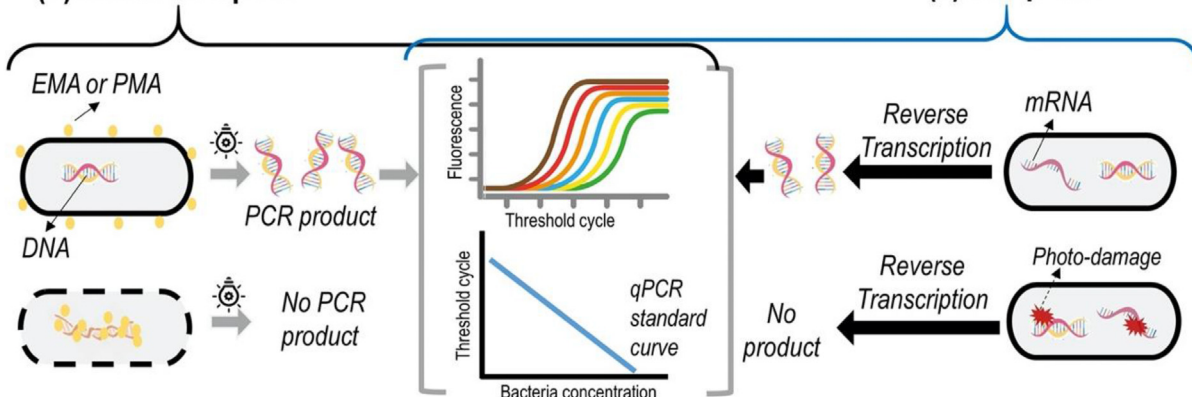 EMA or PMA
DNA
PCR product
No PCR
product
Fluorescence
Threshold cycle
Threshold cycle
qPCR
standard
curve
Bacteria concentration
Reverse
Transcription
mRNA
No
product
Reverse
Transcription
Photo-damage